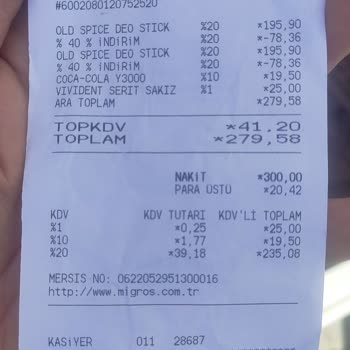 #6002080120752520
OLD SPICE DEO STICK %20 *195,90
% 40 % İNDİRİM *-78,36
OLD SPICE DEO STICK %20 *195,90
% 40 % İNDİRİM *-78,36
COCA-COLA Y3000 %10 *19,50
VIVIDENT SERIT SAKIZ %1 *25,00
ARA TOPLAM *279,58
TOPKDV *41,20
TOPLAM *279,58
NAKİT *300,00
PARA ÜSTÜ *20,42
KDV KDV TUTARI KDV'Lİ TOPLAM
%1 *0,25 *25,00
%10 *1,77 *19,50
%20 *39,18 *235,08
MERSIS NO: 0622052951300016
http://www.migros.com.tr
KASİYER 011 28687